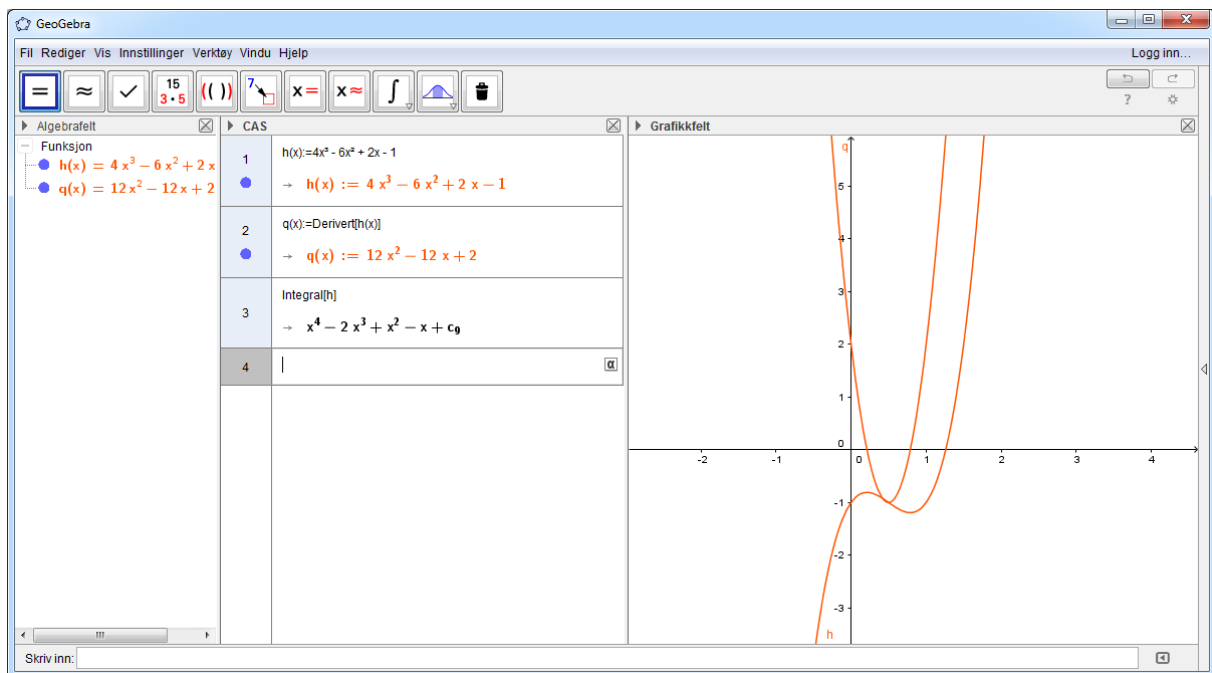 GeoGebra
Fil Rediger Vis Innstillinger Verktøy Vindu Hjelp
Logg inn...
= ≈ ✓ 15 3·5 (( )) 7 x= x≈ ∫
?
Algebrafelt
Funksjon
h(x) = 4 x³ − 6 x² + 2 x
q(x) = 12 x² − 12 x + 2
CAS
1
h(x):=4x³ - 6x² + 2x - 1
→ h(x) := 4 x³ − 6 x² + 2 x − 1
2
q(x):=Derivert[h(x)]
→ q(x) := 12 x² − 12 x + 2
3
Integral[h]
→ x⁴ − 2 x³ + x² − x + c₉
4
α
Grafikkfelt
q
5
4
3
2
1
0
-2 -1 0 1 2 3 4
-1
-2
-3
h
Skriv inn: